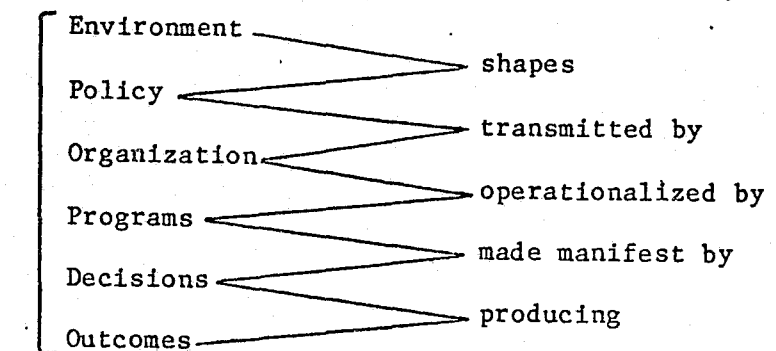 Environment
shapes
Policy
transmitted by
Organization
operationalized by
Programs
made manifest by
Decisions
producing
Outcomes